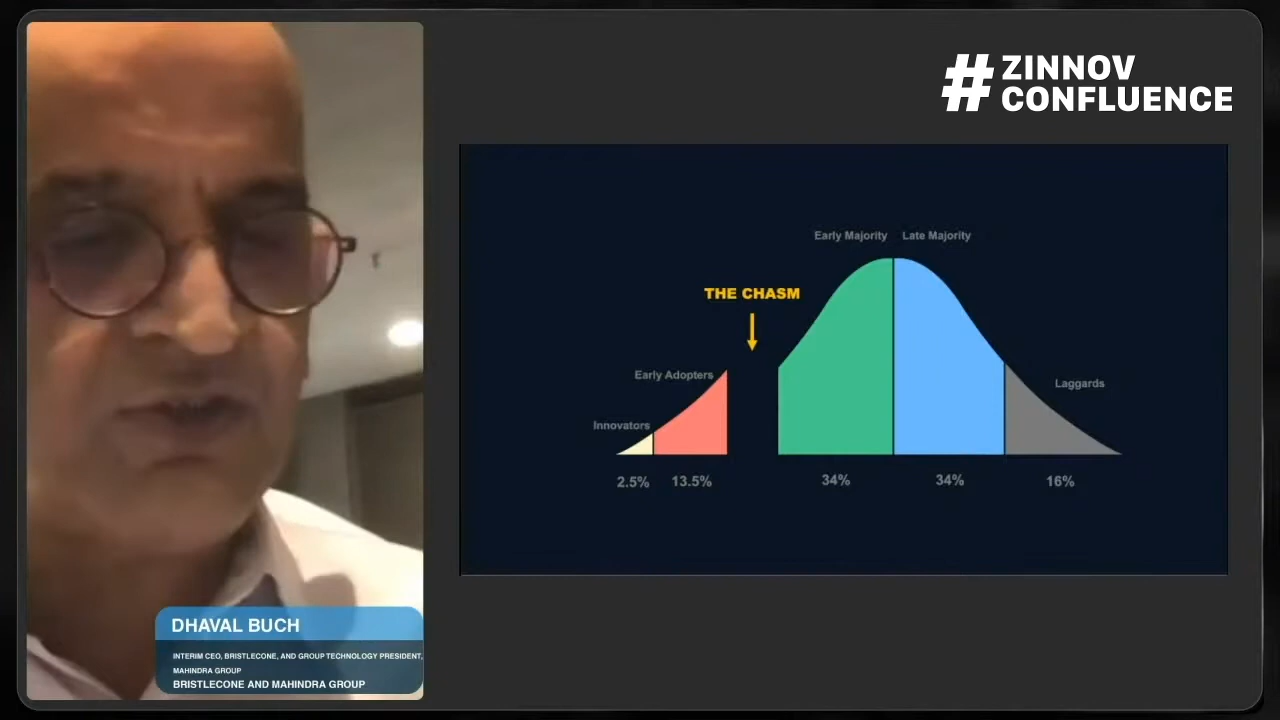 # ZINNOV
CONFLUENCE
Early Majority Late Majority
THE CHASM
Early Adopters
Laggards
Innovators
2.5% 13.5% 34% 34% 16%
DHAVAL BUCH
INTERIM CEO, BRISTLECONE, AND GROUP TECHNOLOGY PRESIDENT,
MAHINDRA GROUP
BRISTLECONE AND MAHINDRA GROUP